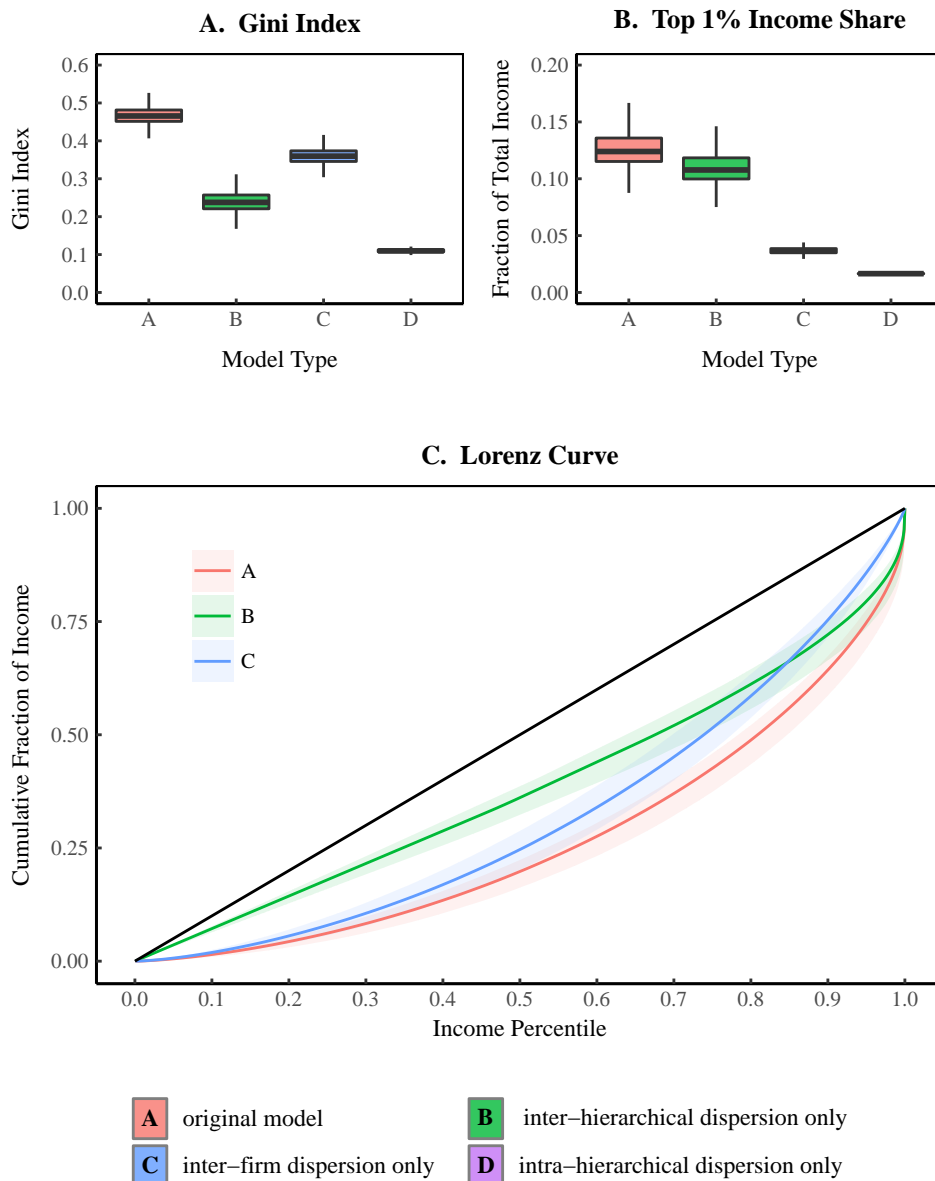 A. Gini Index
B. Top 1% Income Share
0.6
0.5
0.4
0.3
0.2
0.1
0.0
Gini Index
A B C D
Model Type
0.20
0.15
0.10
0.05
0.00
Fraction of Total Income
A B C D
Model Type
C. Lorenz Curve
1.00
0.75
0.50
0.25
0.00
Cumulative Fraction of Income
A
B
C
0.0 0.1 0.2 0.3 0.4 0.5 0.6 0.7 0.8 0.9 1.0
Income Percentile
A original model
B inter−hierarchical dispersion only
C inter−firm dispersion only
D intra−hierarchical dispersion only